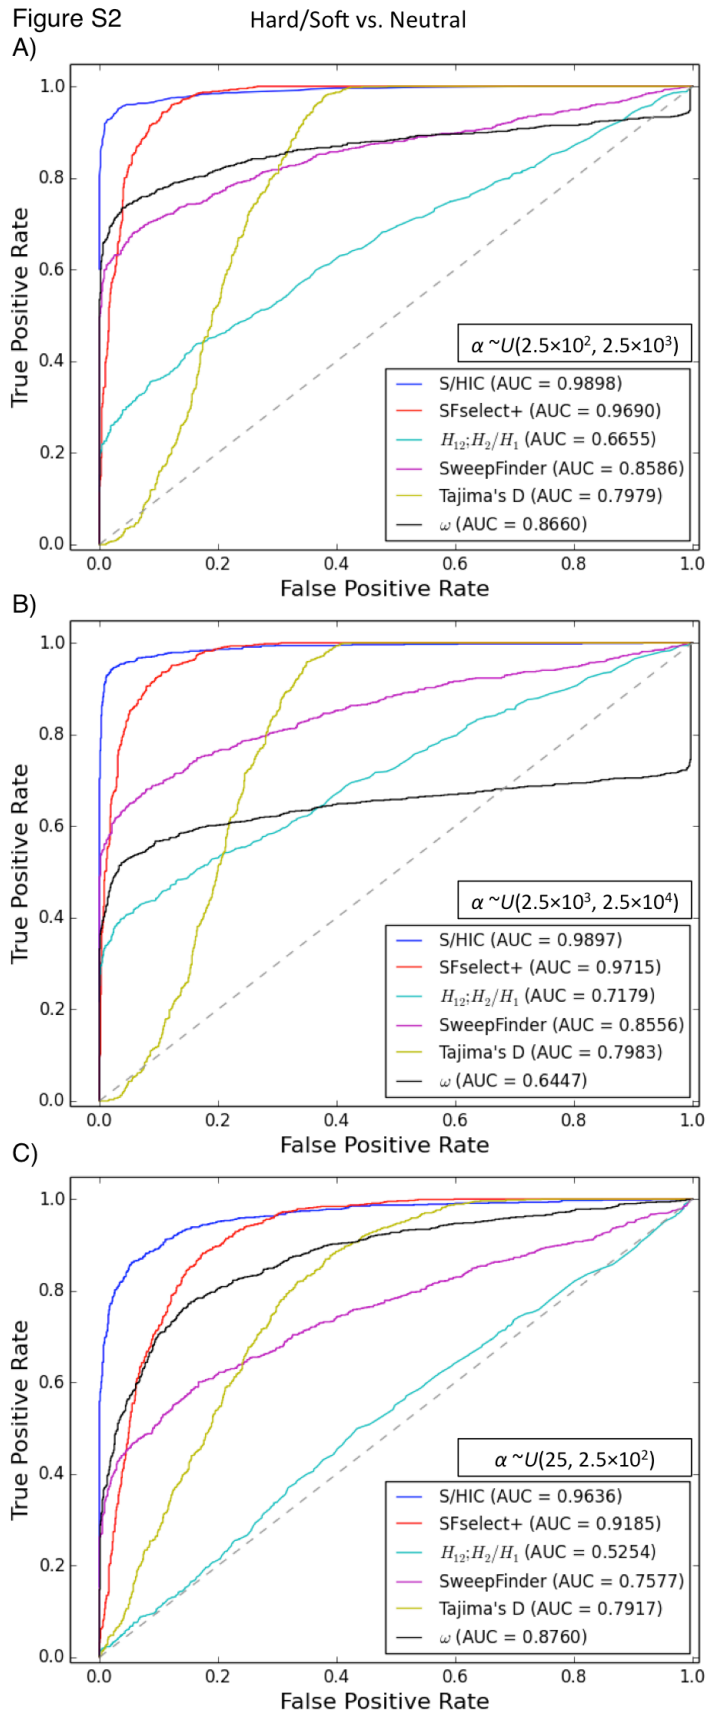 Figure S2
Hard/Soft vs. Neutral
A)
True Positive Rate
1.0
0.8
0.6
0.4
0.2
0.0
α ~U(2.5×10², 2.5×10³)
S/HIC (AUC = 0.9898)
SFselect+ (AUC = 0.9690)
H₁₂;H₂/H₁ (AUC = 0.6655)
SweepFinder (AUC = 0.8586)
Tajima's D (AUC = 0.7979)
ω (AUC = 0.8660)
0.0 0.2 0.4 0.6 0.8 1.0
False Positive Rate
B)
True Positive Rate
1.0
0.8
0.6
0.4
0.2
0.0
α ~U(2.5×10³, 2.5×10⁴)
S/HIC (AUC = 0.9897)
SFselect+ (AUC = 0.9715)
H₁₂;H₂/H₁ (AUC = 0.7179)
SweepFinder (AUC = 0.8556)
Tajima's D (AUC = 0.7983)
ω (AUC = 0.6447)
0.0 0.2 0.4 0.6 0.8 1.0
False Positive Rate
C)
True Positive Rate
1.0
0.8
0.6
0.4
0.2
0.0
α ~U(25, 2.5×10²)
S/HIC (AUC = 0.9636)
SFselect+ (AUC = 0.9185)
H₁₂;H₂/H₁ (AUC = 0.5254)
SweepFinder (AUC = 0.7577)
Tajima's D (AUC = 0.7917)
ω (AUC = 0.8760)
0.0 0.2 0.4 0.6 0.8 1.0
False Positive Rate